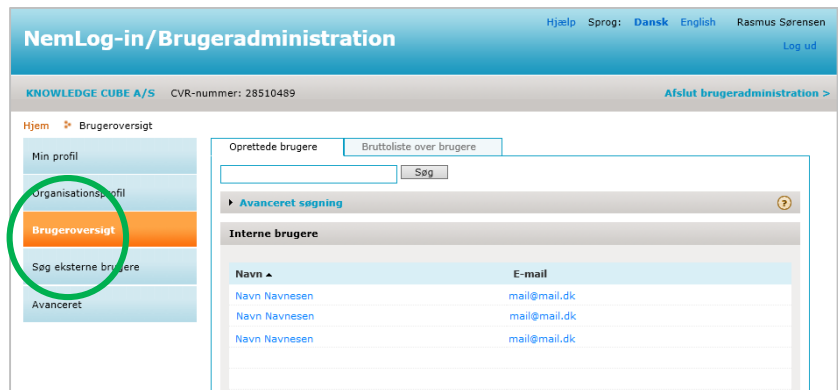 NemLog-in/Brugeradministration
Hjælp Sprog: Dansk English Rasmus Sørensen
Log ud
KNOWLEDGE CUBE A/S CVR-nummer: 28510489
Afslut brugeradministration >
Hjem Brugeroversigt
Min profil
Organisationsprofil
Brugeroversigt
Søg eksterne brugere
Avanceret
Oprettede brugere
Bruttoliste over brugere
Søg
Avanceret søgning
?
Interne brugere
Navn E-mail
Navn Navnesen mail@mail.dk
Navn Navnesen mail@mail.dk
Navn Navnesen mail@mail.dk